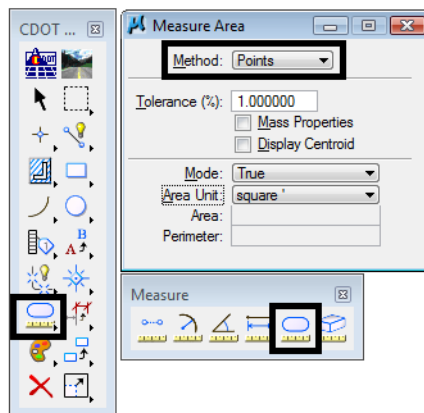 CDOT ...
Measure Area
Method: Points
Tolerance (%): 1.000000
Mass Properties
Display Centroid
Mode: True
Area Unit: square '
Area:
Perimeter:
Measure
A
B